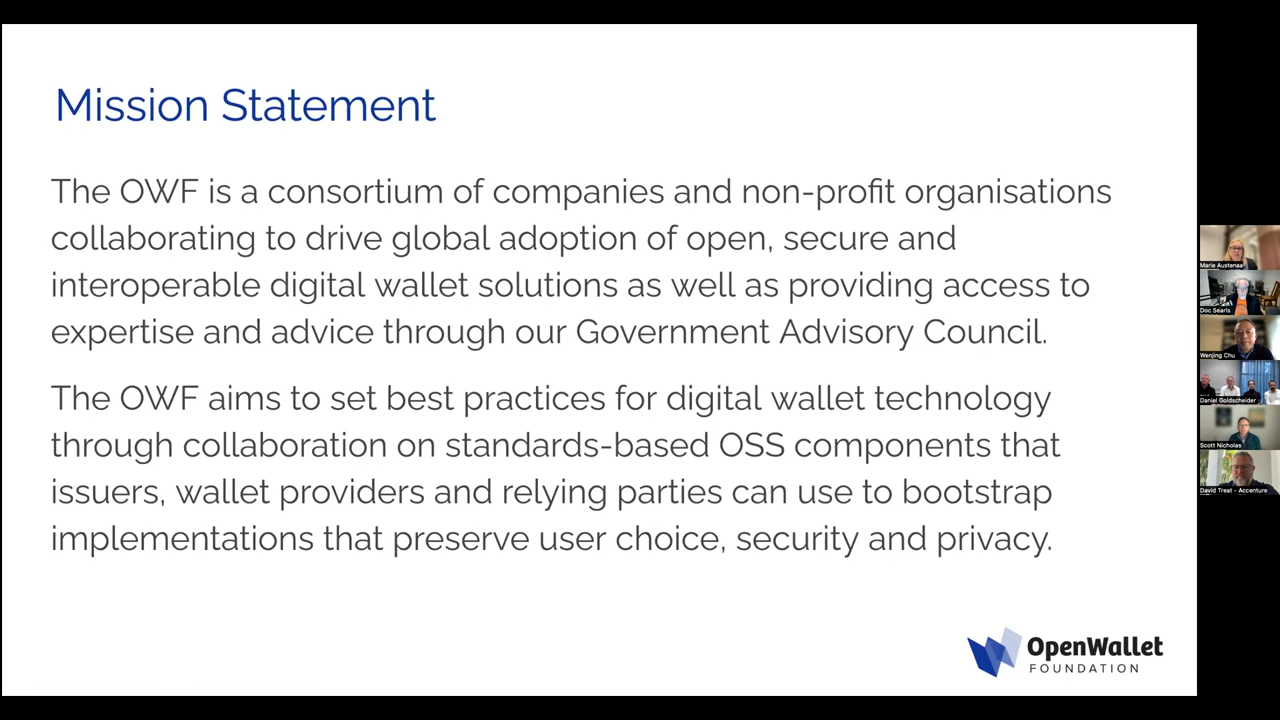 Mission Statement
The OWF is a consortium of companies and non-profit organisations
collaborating to drive global adoption of open, secure and
interoperable digital wallet solutions as well as providing access to
expertise and advice through our Government Advisory Council.
The OWF aims to set best practices for digital wallet technology
through collaboration on standards-based OSS components that
issuers, wallet providers and relying parties can use to bootstrap
implementations that preserve user choice, security and privacy.
OpenWallet
FOUNDATION
Marie Austenaa
Doc Searls
Wenjing Chu
Daniel Goldscheider
Scott Nicholas
David Treat - Accenture